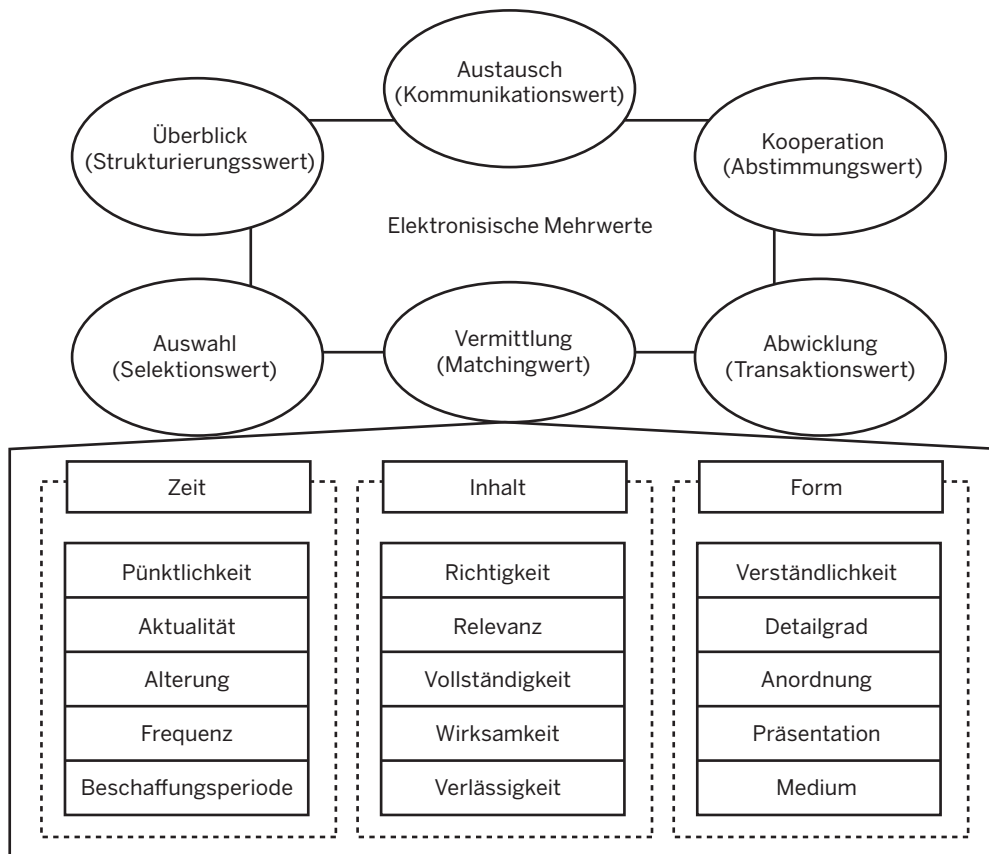 Austausch
(Kommunikationswert)
Überblick
(Strukturierungsswert)
Kooperation
(Abstimmungswert)
Elektronisische Mehrwerte
Auswahl
(Selektionswert)
Vermittlung
(Matchingwert)
Abwicklung
(Transaktionswert)
Zeit
Pünktlichkeit
Aktualität
Alterung
Frequenz
Beschaffungsperiode
Inhalt
Richtigkeit
Relevanz
Vollständigkeit
Wirksamkeit
Verlässigkeit
Form
Verständlichkeit
Detailgrad
Anordnung
Präsentation
Medium